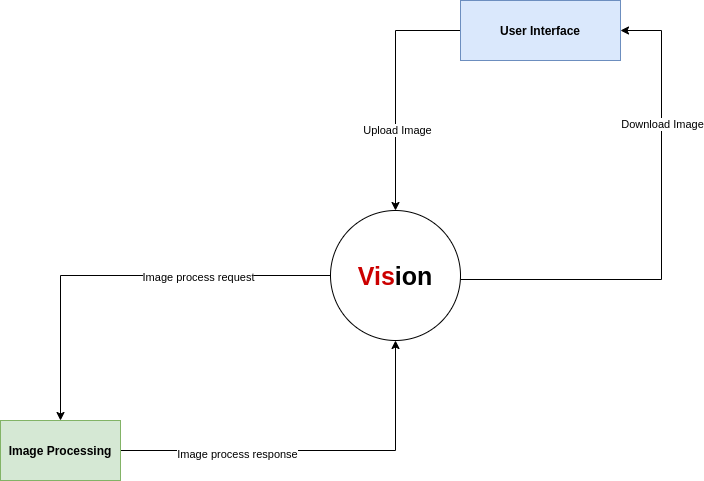 User Interface
Download Image
Upload Image
Vision
Image process request
Image Processing
Image process response